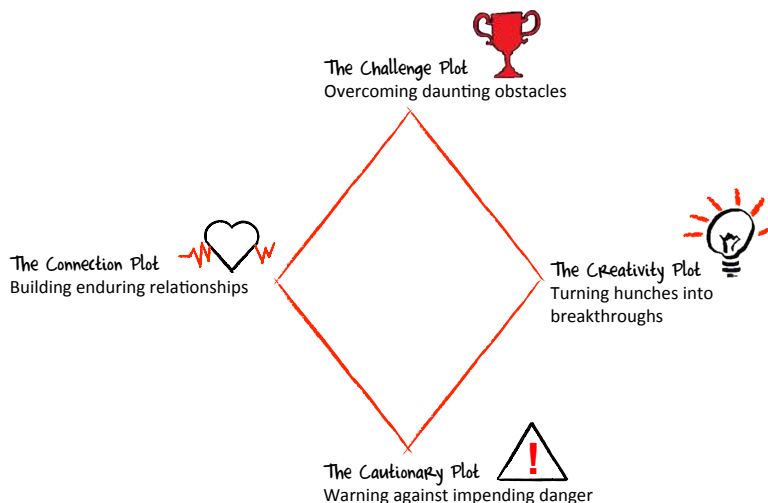 The Challenge Plot
Overcoming daunting obstacles
The Connection Plot
Building enduring relationships
The Creativity Plot
Turning hunches into
breakthroughs
!
The Cautionary Plot
Warning against impending danger